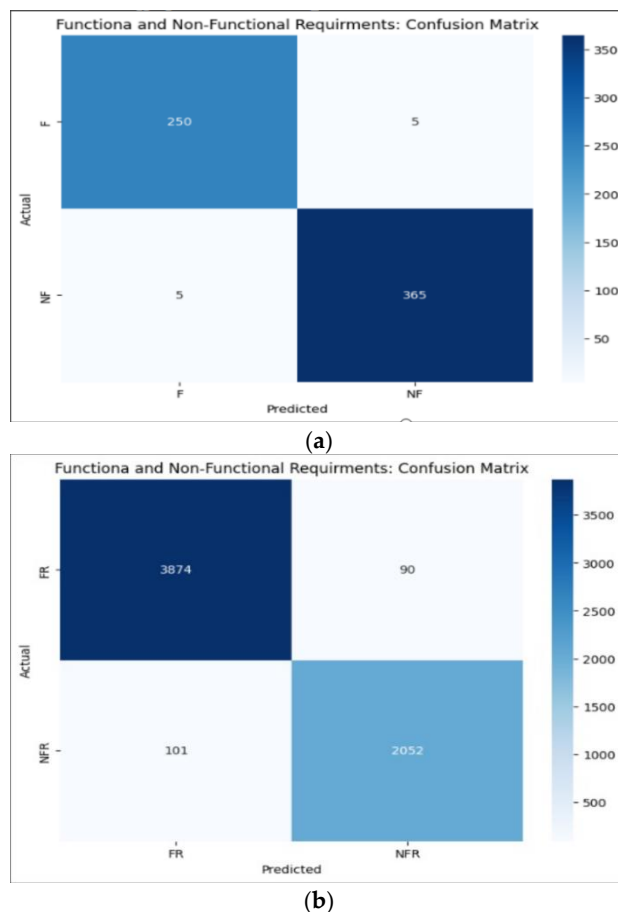 Functiona and Non-Functional Requirments: Confusion Matrix
350
300
250
200
150
100
50
F
250
5
Actual
NF
5
365
F
NF
Predicted
(a)
Functiona and Non-Functional Requirments: Confusion Matrix
3500
3000
2500
2000
1500
1000
500
FR
3874
90
Actual
NFR
101
2052
FR
NFR
Predicted
(b)